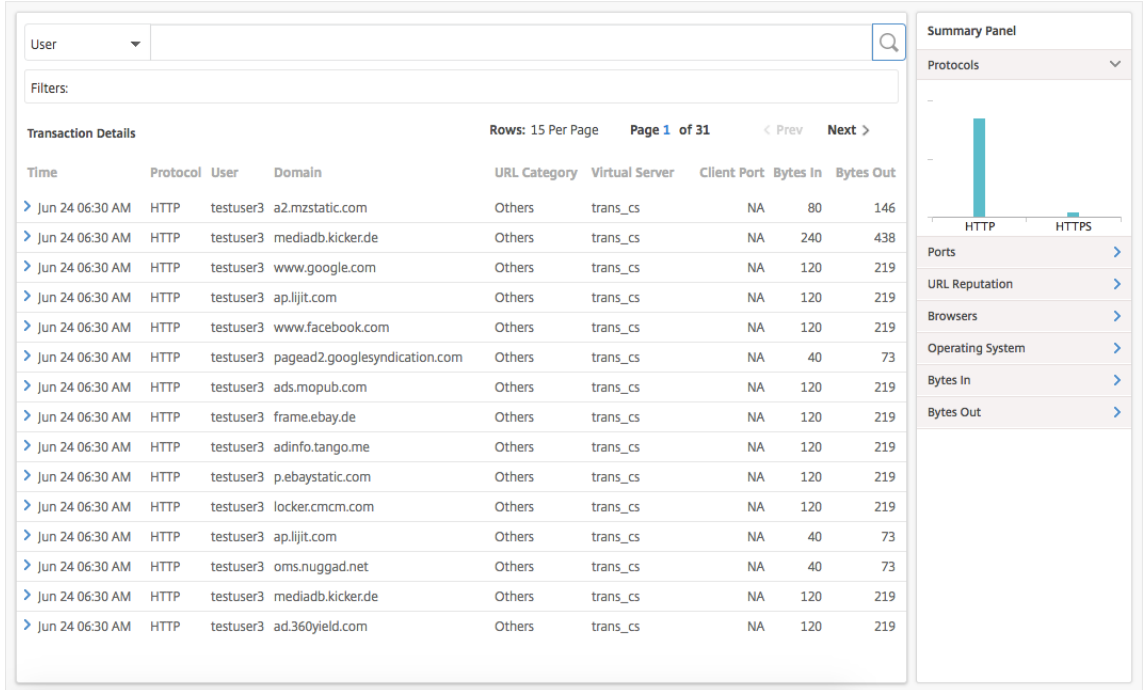 User
Filters:
Transaction Details Rows: 15 Per Page Page 1 of 31 < Prev Next >
Time Protocol User Domain URL Category Virtual Server Client Port Bytes In Bytes Out
Jun 24 06:30 AM HTTP testuser3 a2.mzstatic.com Others trans_cs NA 80 146
Jun 24 06:30 AM HTTP testuser3 mediadb.kicker.de Others trans_cs NA 240 438
Jun 24 06:30 AM HTTP testuser3 www.google.com Others trans_cs NA 120 219
Jun 24 06:30 AM HTTP testuser3 ap.lijit.com Others trans_cs NA 120 219
Jun 24 06:30 AM HTTP testuser3 www.facebook.com Others trans_cs NA 120 219
Jun 24 06:30 AM HTTP testuser3 pagead2.googlesyndication.com Others trans_cs NA 40 73
Jun 24 06:30 AM HTTP testuser3 ads.mopub.com Others trans_cs NA 120 219
Jun 24 06:30 AM HTTP testuser3 frame.ebay.de Others trans_cs NA 120 219
Jun 24 06:30 AM HTTP testuser3 adinfo.tango.me Others trans_cs NA 120 219
Jun 24 06:30 AM HTTP testuser3 p.ebaystatic.com Others trans_cs NA 120 219
Jun 24 06:30 AM HTTP testuser3 locker.cmcm.com Others trans_cs NA 120 219
Jun 24 06:30 AM HTTP testuser3 ap.lijit.com Others trans_cs NA 40 73
Jun 24 06:30 AM HTTP testuser3 oms.nuggad.net Others trans_cs NA 40 73
Jun 24 06:30 AM HTTP testuser3 mediadb.kicker.de Others trans_cs NA 120 219
Jun 24 06:30 AM HTTP testuser3 ad.360yield.com Others trans_cs NA 120 219
Summary Panel
Protocols
HTTP HTTPS
Ports
URL Reputation
Browsers
Operating System
Bytes In
Bytes Out